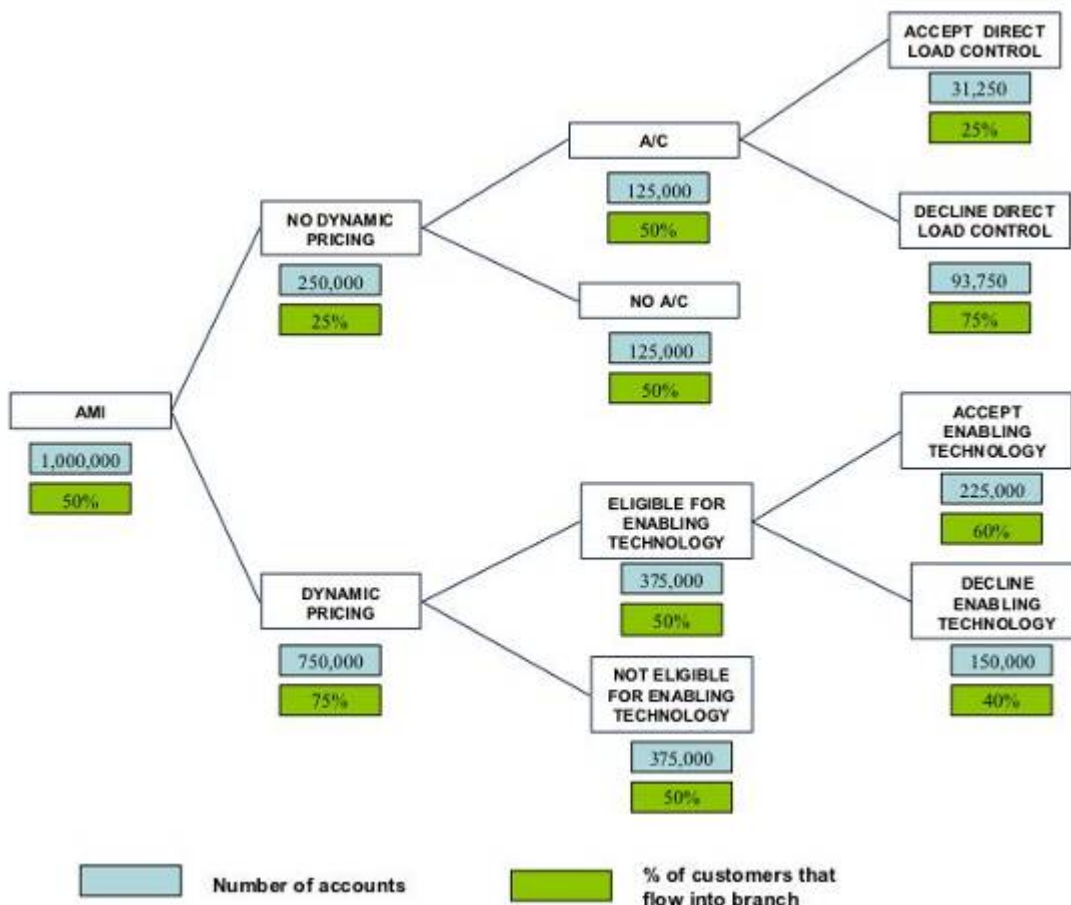 ACCEPT DIRECT
LOAD CONTROL
31,250
25%
A/C
125,000
50%
DECLINE DIRECT
LOAD CONTROL
93,750
75%
NO DYNAMIC
PRICING
250,000
25%
NO A/C
125,000
50%
AMI
1,000,000
50%
ACCEPT
ENABLING
TECHNOLOGY
225,000
60%
ELIGIBLE FOR
ENABLING
TECHNOLOGY
375,000
50%
DECLINE
ENABLING
TECHNOLOGY
150,000
40%
DYNAMIC
PRICING
750,000
75%
NOT ELIGIBLE
FOR ENABLING
TECHNOLOGY
375,000
50%
Number of accounts
% of customers that
flow into branch